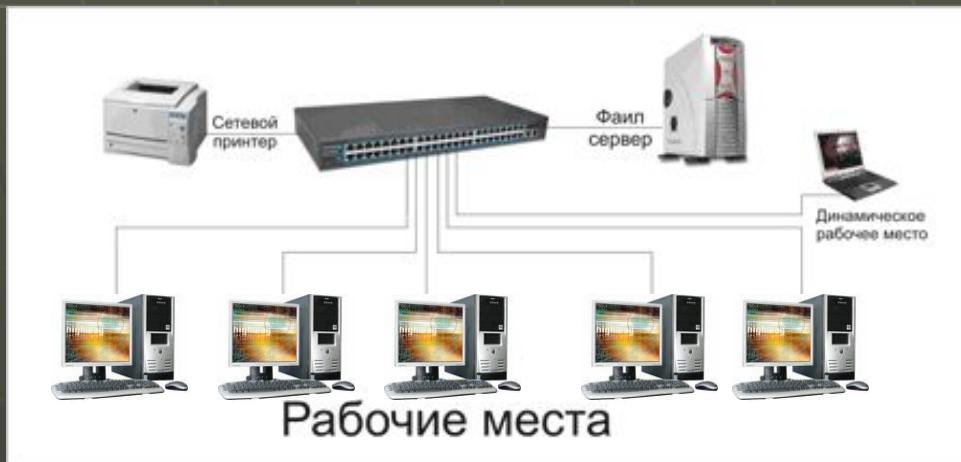 Сетевой
принтер
Фаил
сервер
Динамическое
рабочее место
Рабочие места